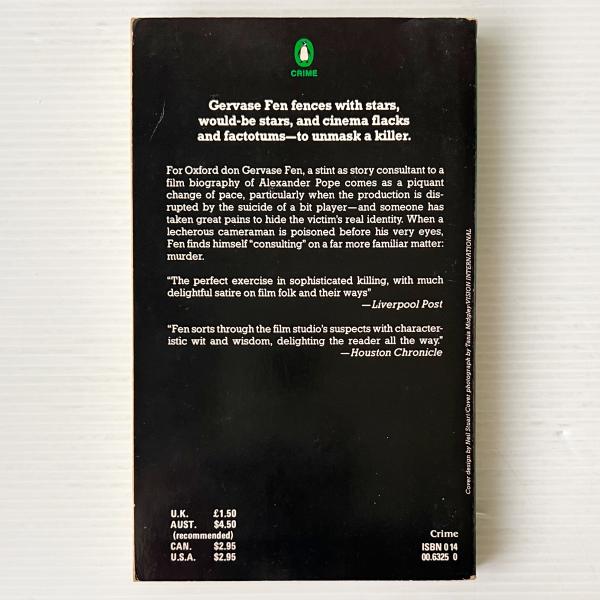 CRIME
Gervase Fen fences with stars,
would-be stars, and cinema flacks
and factotums—to unmask a killer.
For Oxford don Gervase Fen, a stint as story consultant to a
film biography of Alexander Pope comes as a piquant
change of pace, particularly when the production is dis-
rupted by the suicide of a bit player—and someone has
taken great pains to hide the victim's real identity. When a
lecherous cameraman is poisoned before his very eyes,
Fen finds himself "consulting" on a far more familiar matter:
murder.
"The perfect exercise in sophisticated killing, with much
delightful satire on film folk and their ways"
—Liverpool Post
"Fen sorts through the film studio's suspects with character-
istic wit and wisdom, delighting the reader all the way."
—Houston Chronicle
Cover design by Neil Stuart/Cover photograph by Tania Midgley/VISION INTERNATIONAL
U.K. £1.50
AUST. $4.50
(recommended)
CAN. $2.95
U.S.A. $2.95
Crime
ISBN 0 14
00.6325 0